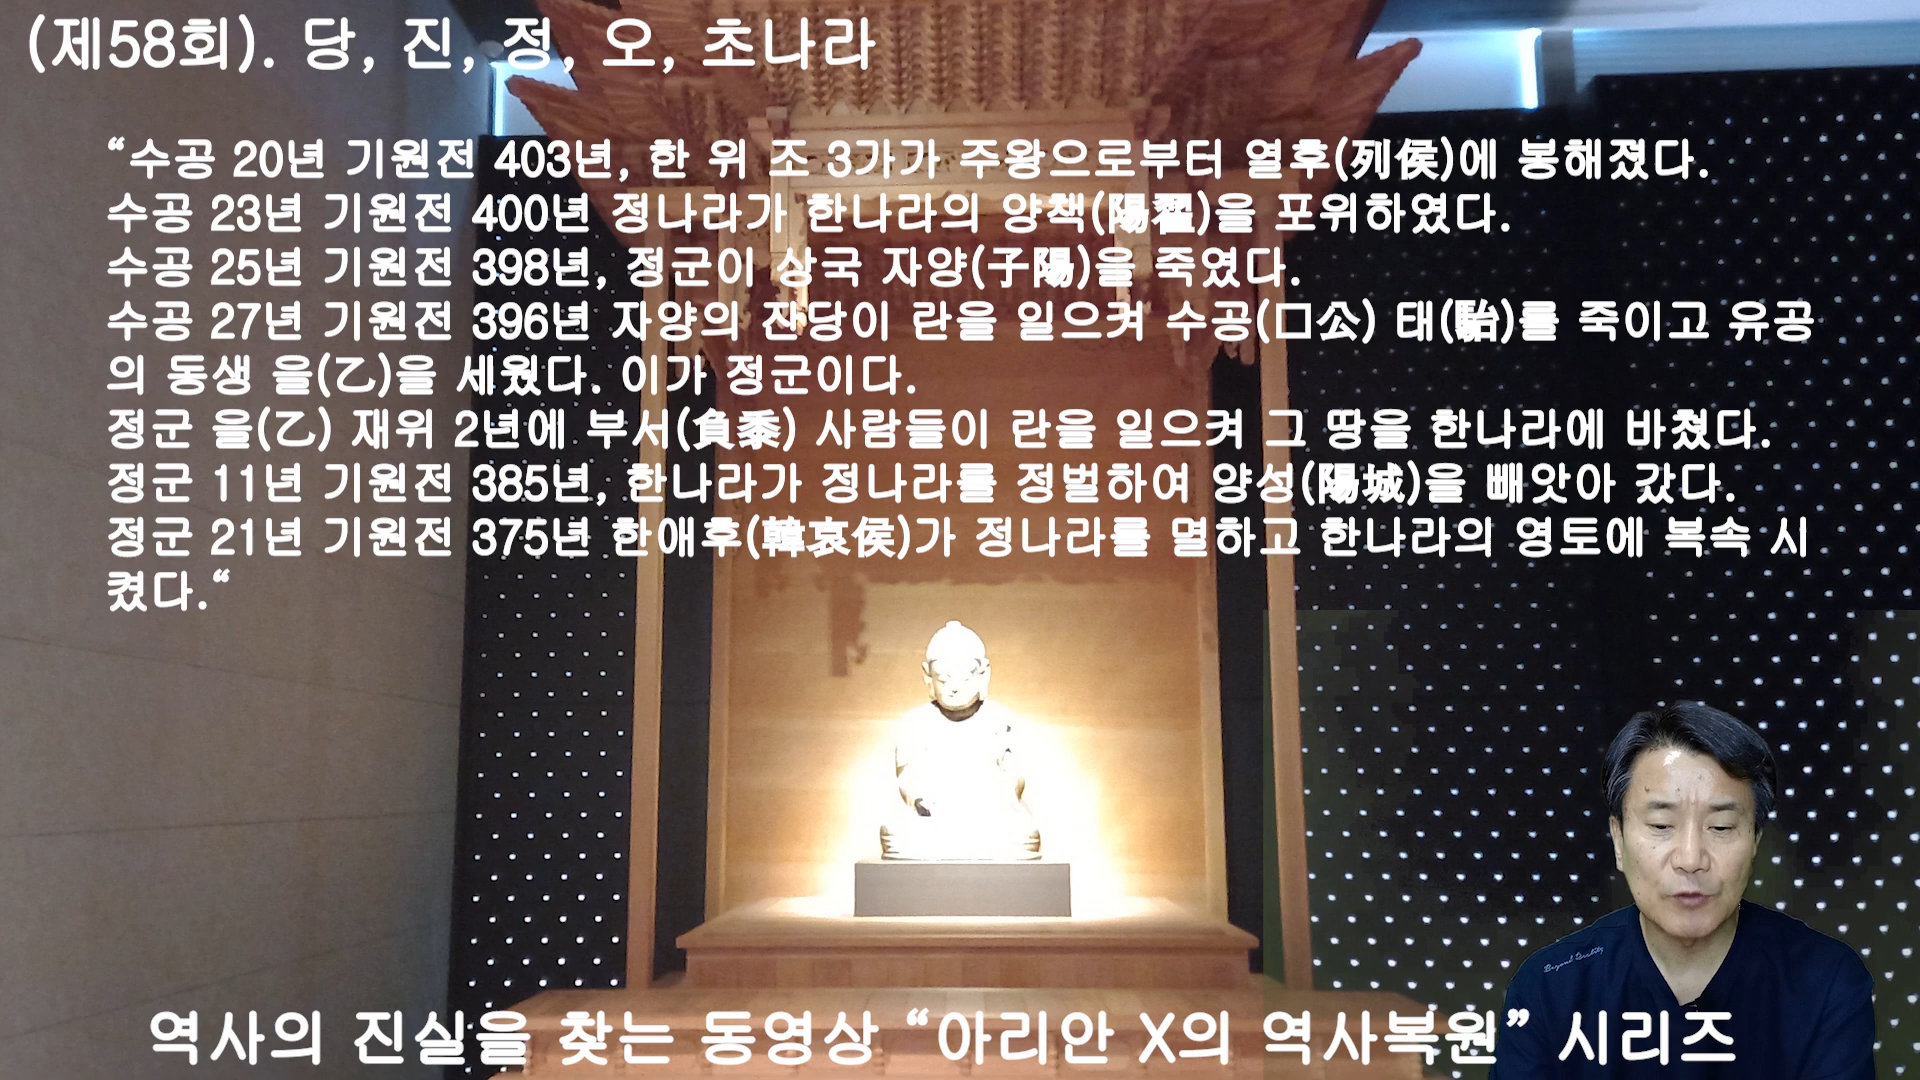 (제58회). 당, 진, 정, 오, 초나라
“수공 20년 기원전 403년, 한 위 조 3가가 주왕으로부터 열후(列侯)에 봉해졌다.
수공 23년 기원전 400년 정나라가 한나라의 양책(陽翟)을 포위하였다.
수공 25년 기원전 398년, 정군이 상국 자양(子陽)을 죽였다.
수공 27년 기원전 396년 자양의 잔당이 란을 일으켜 수공(□公) 태(駘)를 죽이고 유공
의 동생 을(乙)을 세웠다. 이가 정군이다.
정군 을(乙) 재위 2년에 부서(負黍) 사람들이 란을 일으켜 그 땅을 한나라에 바쳤다.
정군 11년 기원전 385년, 한나라가 정나라를 정벌하여 양성(陽城)을 빼앗아 갔다.
정군 21년 기원전 375년 한애후(韓哀侯)가 정나라를 멸하고 한나라의 영토에 복속 시
켰다.“
Beyond Quality
역사의 진실을 찾는 동영상 “아리안 X의 역사복원” 시리즈